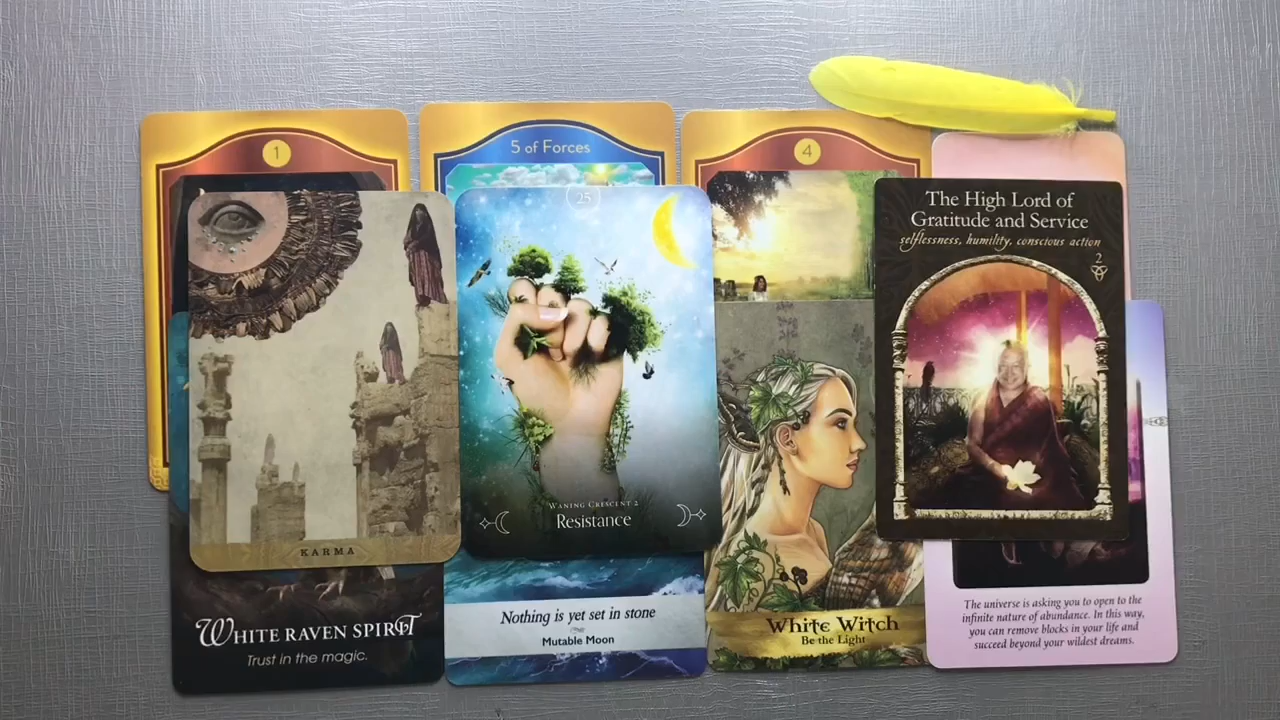 1
5 of Forces
4
25
The High Lord of
Gratitude and Service
selflessness, humility, conscious action
2
KARMA
WANING CRESCENT 2
Resistance
WHITE RAVEN SPIRIT
Trust in the magic.
Nothing is yet set in stone
Mutable Moon
White Witch
Be the Light
The universe is asking you to open to the
infinite nature of abundance. In this way,
you can remove blocks in your life and
succeed beyond your wildest dreams.